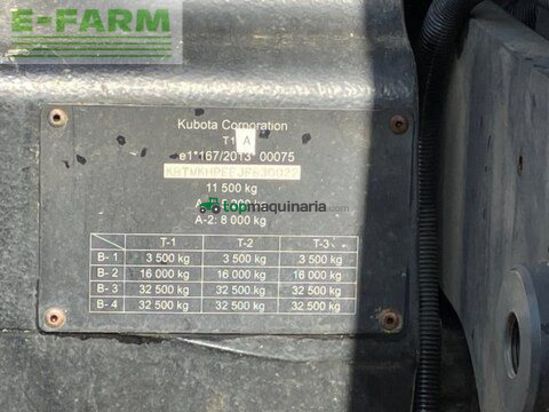 E-FARM
Kubota Corporation
T1 A
e1*167/2013*00075
11 500 kg
topmaquinaria.com
A-2: 8 000 kg
T-1 T-2 T-3
B- 1 3 500 kg 3 500 kg 3 500 kg
B- 2 16 000 kg 16 000 kg 16 000 kg
B- 3 32 500 kg 32 500 kg 32 500 kg
B- 4 32 500 kg 32 500 kg 32 500 kg